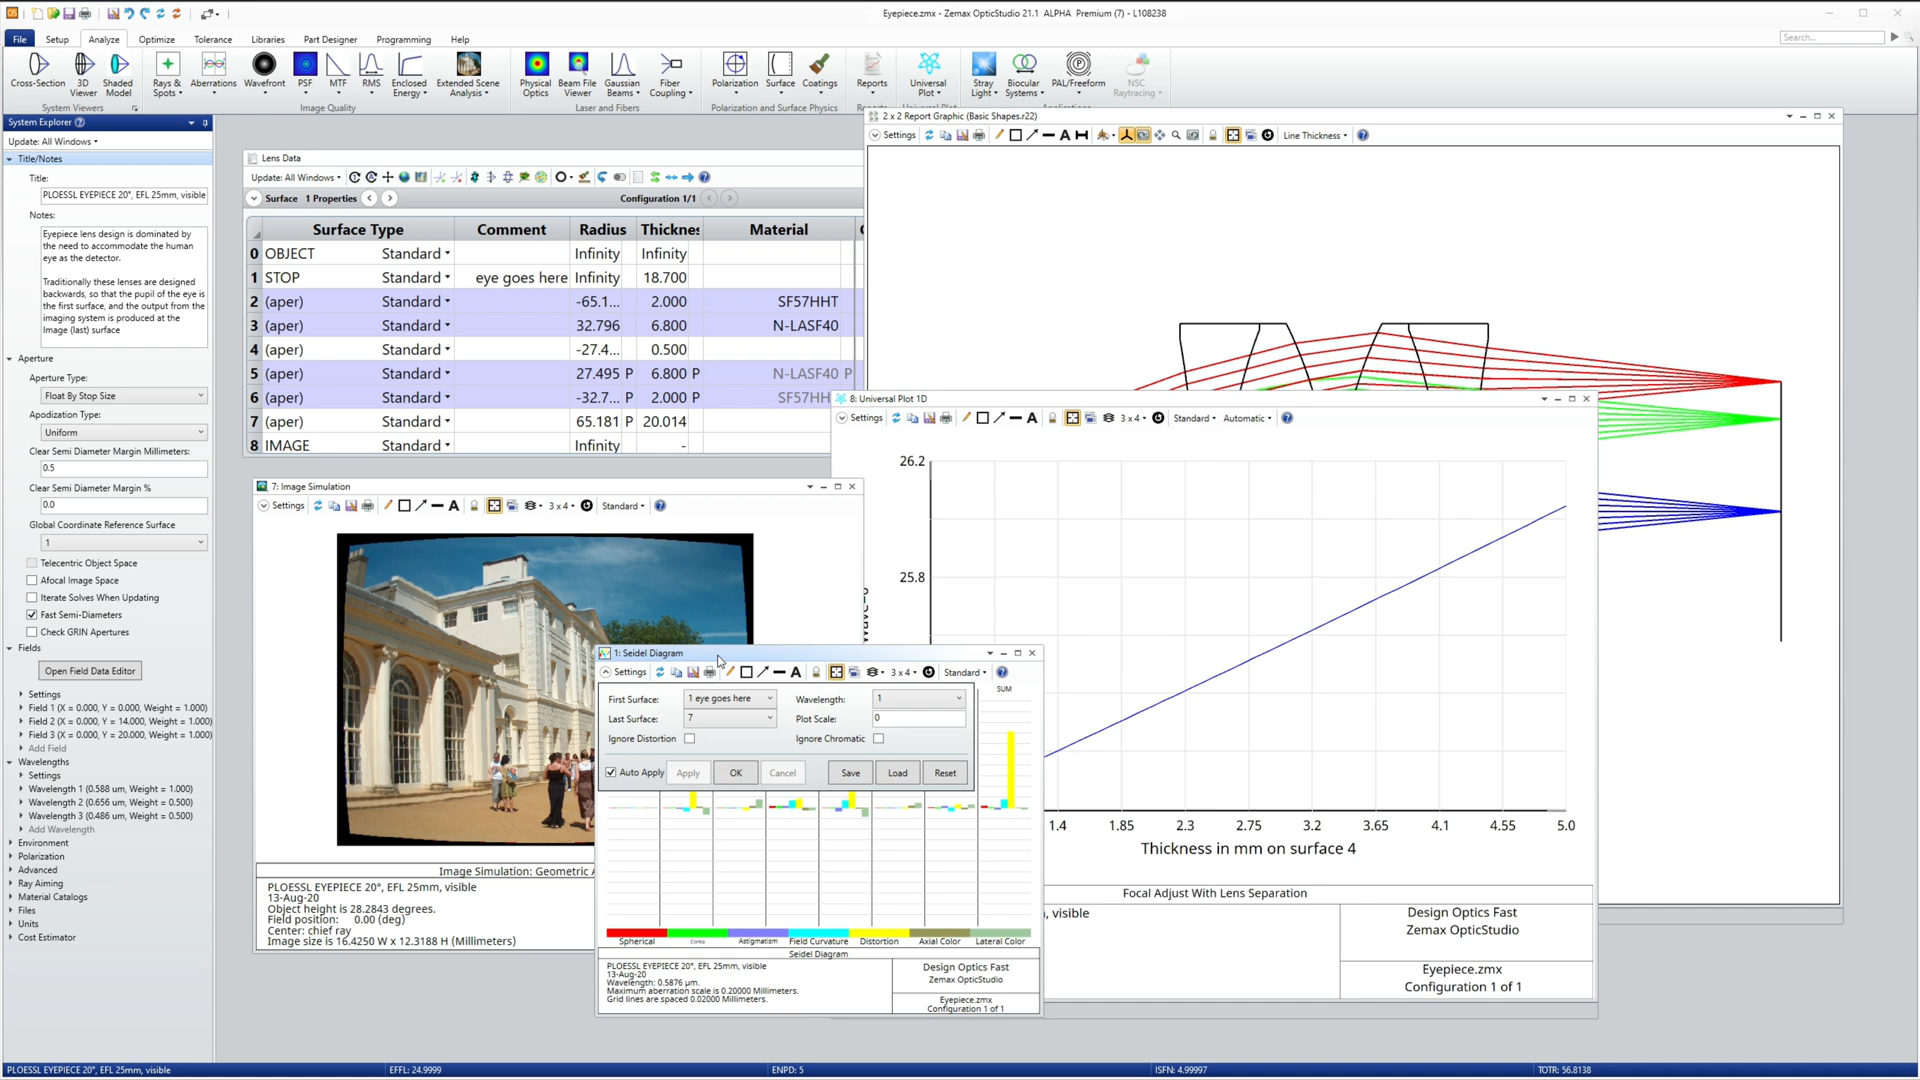 Eyepiece.zmx - Zemax OpticStudio 21.1  ALPHA  Premium (7) - L108238
File Setup Analyze Optimize Tolerance Libraries Part Designer Programming Help
Search...
Cross-Section 3D Viewer Shaded Model Rays & Spots Aberrations Wavefront PSF MTF RMS Enclosed Energy Extended Scene Analysis Physical Optics Beam File Viewer Gaussian Beams Fiber Coupling Polarization Surface Coatings Reports Universal Plot Stray Light Biocular Systems PAL/Freeform NSC Raytracing
System Viewers Image Quality Laser and Fibers Polarization and Surface Physics
System Explorer
Update: All Windows
Title/Notes
Title:
PLOESSL EYEPIECE 20°, EFL 25mm, visible
Notes:
Eyepiece lens design is dominated by
the need to accommodate the human
eye as the detector.
Traditionally these lenses are designed
backwards, so that the pupil of the eye is
the first surface, and the output from the
imaging system is produced at the
Image (last) surface
Aperture
Aperture Type:
Float By Stop Size
Apodization Type:
Uniform
Clear Semi Diameter Margin Millimeters:
0.5
Clear Semi Diameter Margin %
0.0
Global Coordinate Reference Surface
1
Telecentric Object Space
Afocal Image Space
Iterate Solves When Updating
Fast Semi-Diameters
Check GRIN Apertures
Fields
Open Field Data Editor
Settings
Field 1 (X = 0.000, Y = 0.000, Weight = 1.000)
Field 2 (X = 0.000, Y = 14.000, Weight = 1.000)
Field 3 (X = 0.000, Y = 20.000, Weight = 1.000)
Add Field
Wavelengths
Settings
Wavelength 1 (0.588 um, Weight = 1.000)
Wavelength 2 (0.656 um, Weight = 0.500)
Wavelength 3 (0.486 um, Weight = 0.500)
Add Wavelength
Environment
Polarization
Advanced
Ray Aiming
Material Catalogs
Files
Units
Cost Estimator
Lens Data
Update: All Windows
Surface 1 Properties Configuration 1/1
Surface Type Comment Radius Thicknes Material
0 OBJECT Standard Infinity Infinity
1 STOP Standard eye goes here Infinity 18.700
2 (aper) Standard -65.1... 2.000 SF57HHT
3 (aper) Standard 32.796 6.800 N-LASF40
4 (aper) Standard -27.4... 0.500
5 (aper) Standard 27.495 P 6.800 P N-LASF40 P
6 (aper) Standard -32.7... P 2.000 P SF57HH
7 (aper) Standard 65.181 P 20.014
8 IMAGE Standard Infinity -
2 x 2 Report Graphic (Basic Shapes.r22)
Settings Line Thickness
8: Universal Plot 1D
Settings 3 x 4 Standard Automatic
26.2
25.8
1.4 1.85 2.3 2.75 3.2 3.65 4.1 4.55 5.0
Thickness in mm on surface 4
Focal Adjust With Lens Separation
, visible
Design Optics Fast
Zemax OpticStudio
Eyepiece.zmx
Configuration 1 of 1
7: Image Simulation
Settings 3 x 4 Standard
Image Simulation: Geometric A
PLOESSL EYEPIECE 20°, EFL 25mm, visible
13-Aug-20
Object height is 28.2843 degrees.
Field position: 0.00 (deg)
Center: chief ray
Image size is 16.4250 W x 12.3188 H (Millimeters)
1: Seidel Diagram
Settings 3 x 4 Standard
SUM
First Surface: 1 eye goes here Wavelength: 1
Last Surface: 7 Plot Scale: 0
Ignore Distortion Ignore Chromatic
Auto Apply Apply OK Cancel Save Load Reset
Spherical Coma Astigmatism Field Curvature Distortion Axial Color Lateral Color
Seidel Diagram
PLOESSL EYEPIECE 20°, EFL 25mm, visible
13-Aug-20
Wavelength: 0.5876 µm.
Maximum aberration scale is 0.20000 Millimeters.
Grid lines are spaced 0.02000 Millimeters.
Design Optics Fast
Zemax OpticStudio
Eyepiece.zmx
Configuration 1 of 1
PLOESSL EYEPIECE 20°, EFL 25mm, visible EFFL: 24.9999 ENPD: 5 ISFN: 4.99997 TOTR: 56.8138